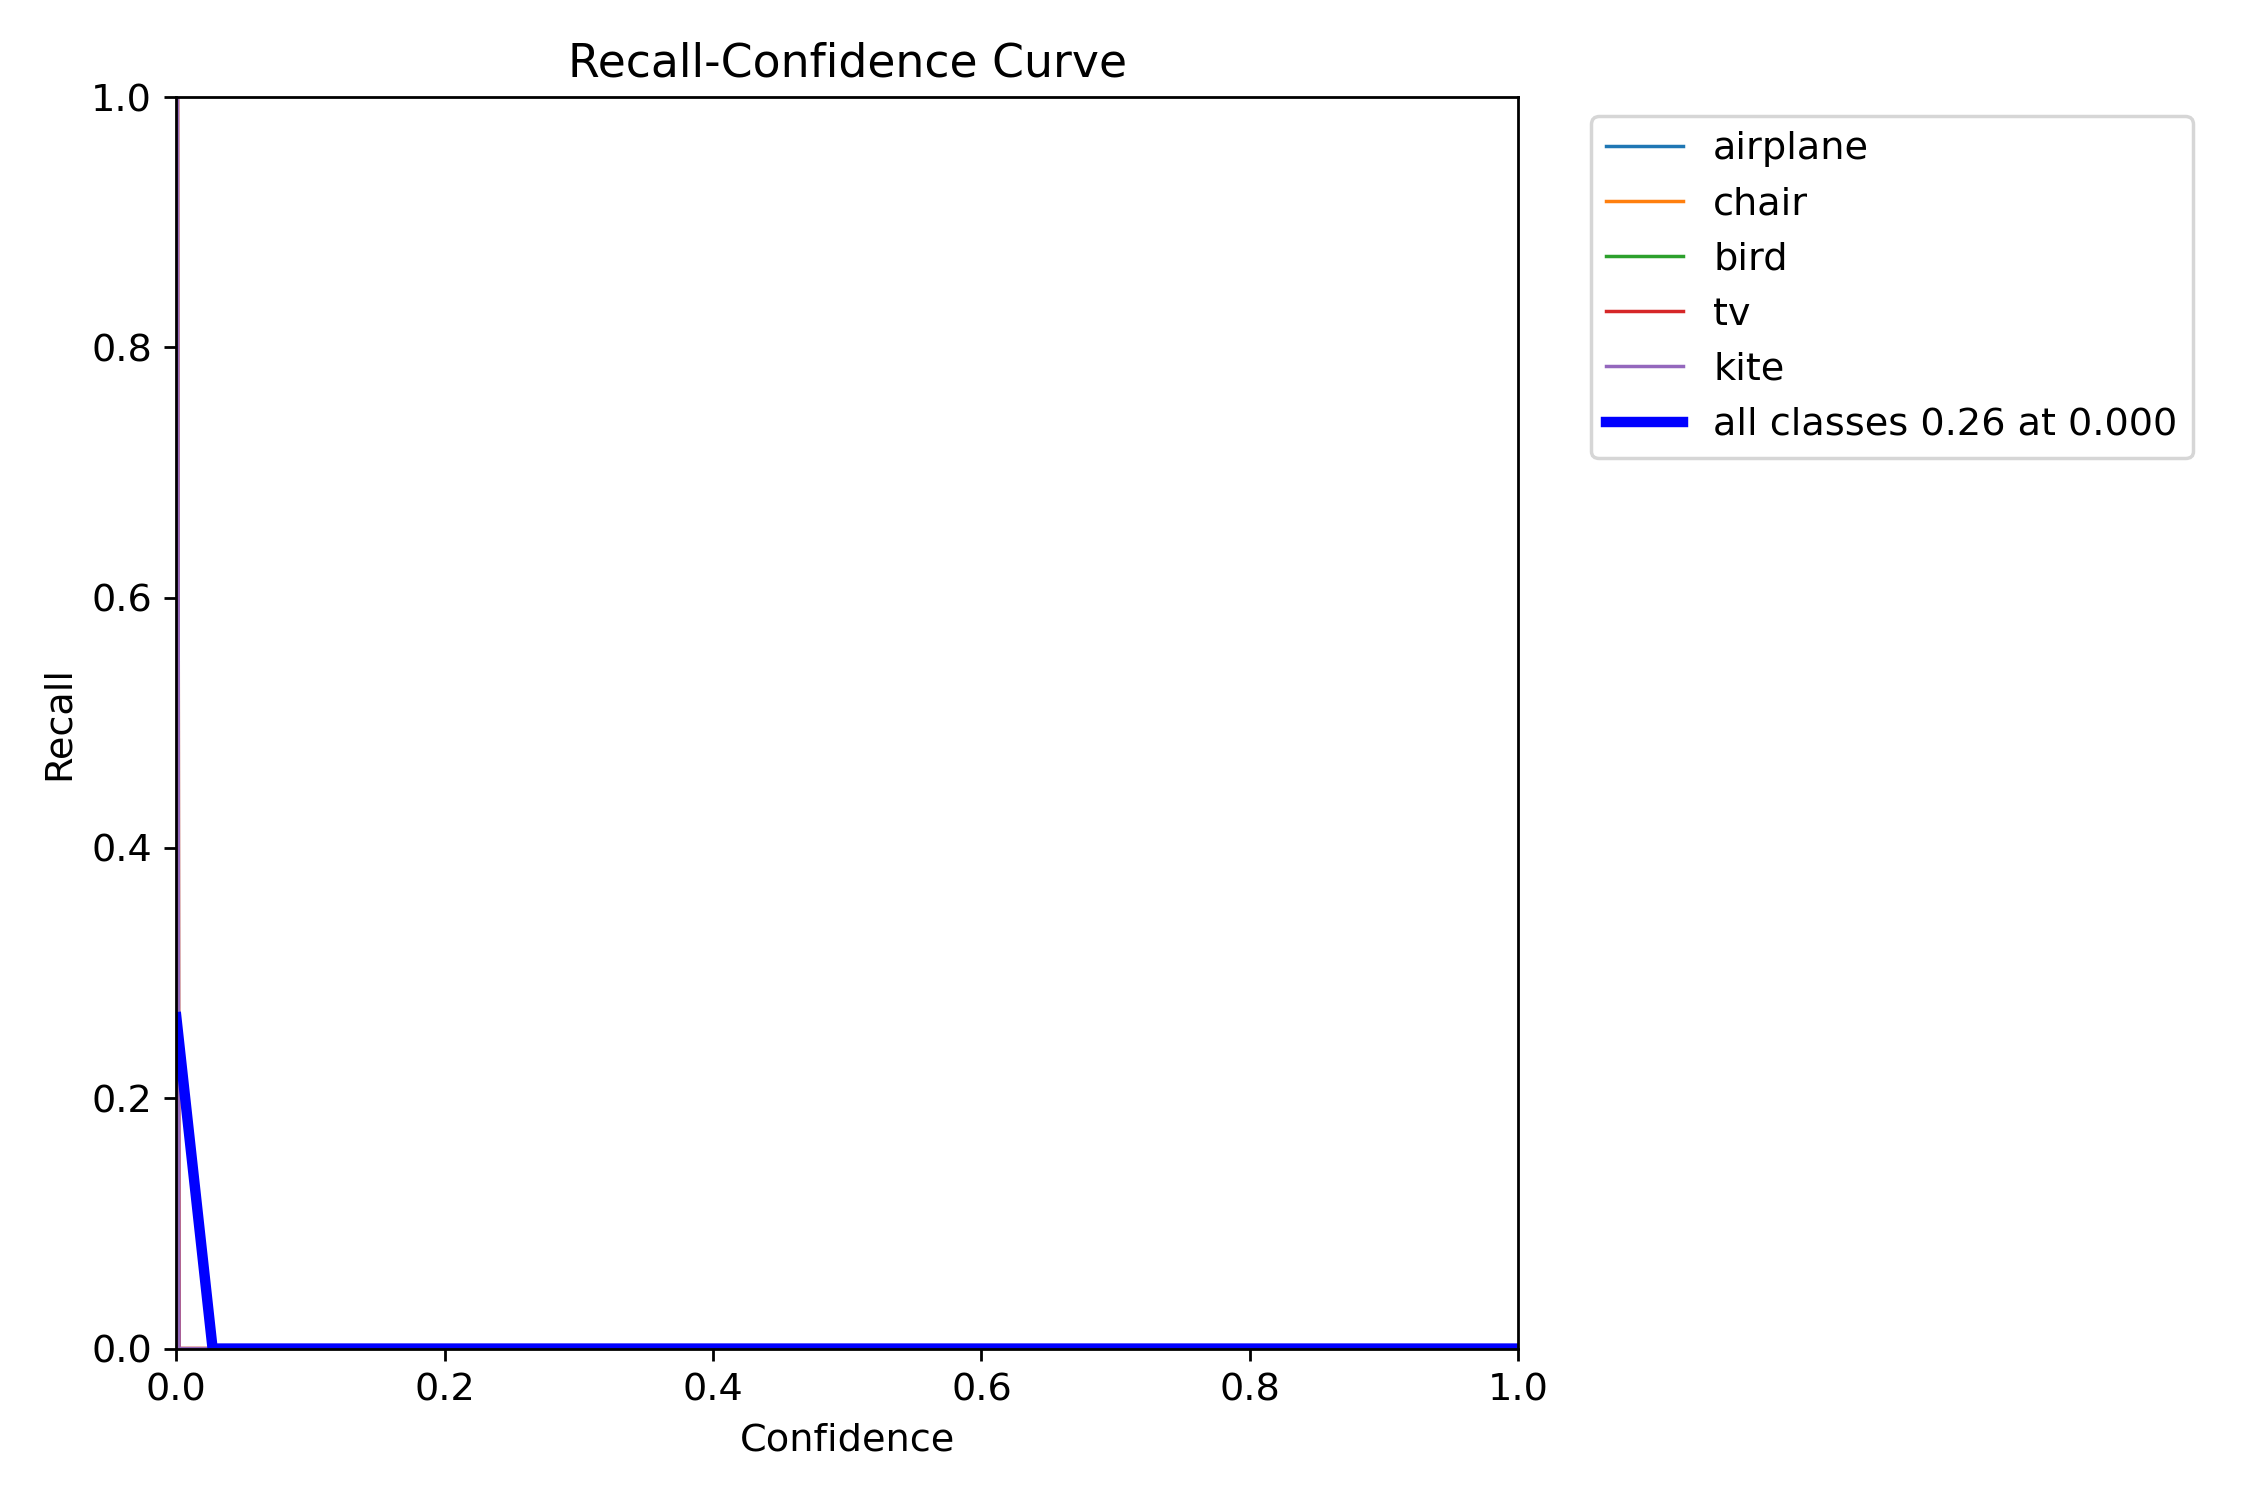 Recall-Confidence Curve
1.0
0.8
0.6
0.4
0.2
0.0
Recall
0.0 0.2 0.4 0.6 0.8 1.0
Confidence
airplane
chair
bird
tv
kite
all classes 0.26 at 0.000